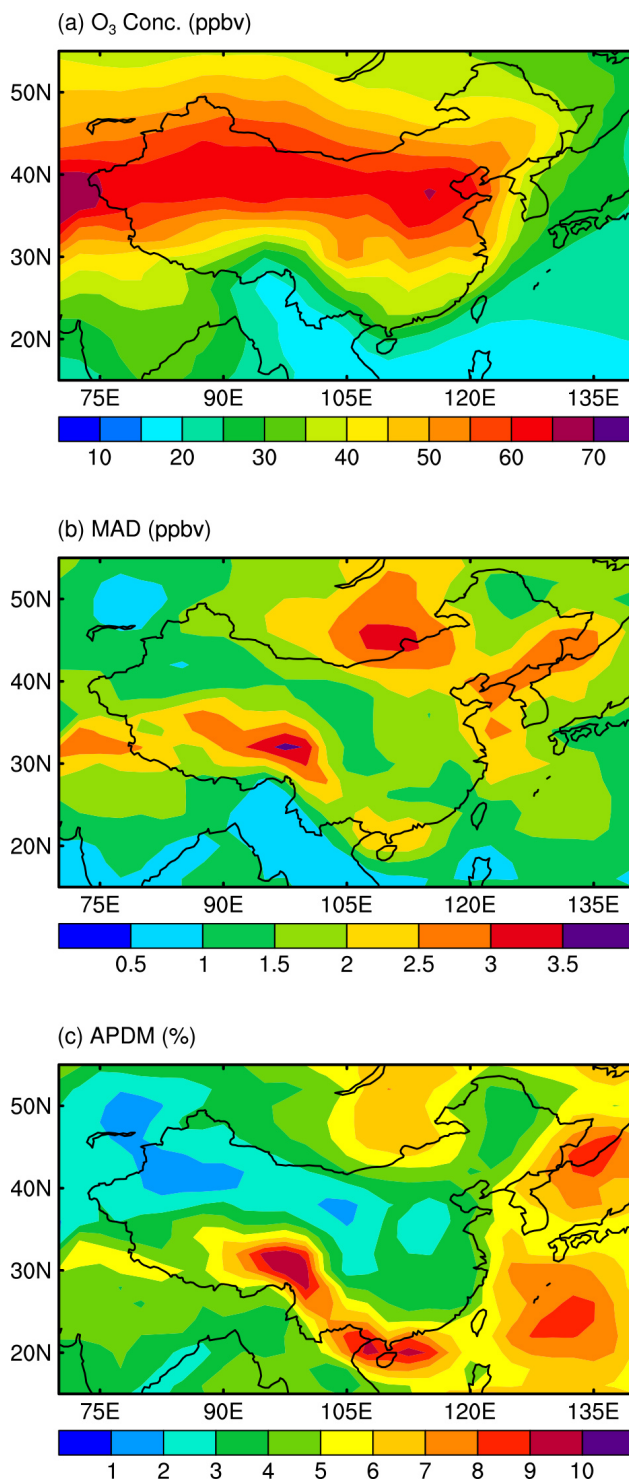 (a) O₃ Conc. (ppbv)
50N
40N
30N
20N
75E 90E 105E 120E 135E
10 20 30 40 50 60 70
(b) MAD (ppbv)
50N
40N
30N
20N
75E 90E 105E 120E 135E
0.5 1 1.5 2 2.5 3 3.5
(c) APDM (%)
50N
40N
30N
20N
75E 90E 105E 120E 135E
1 2 3 4 5 6 7 8 9 10